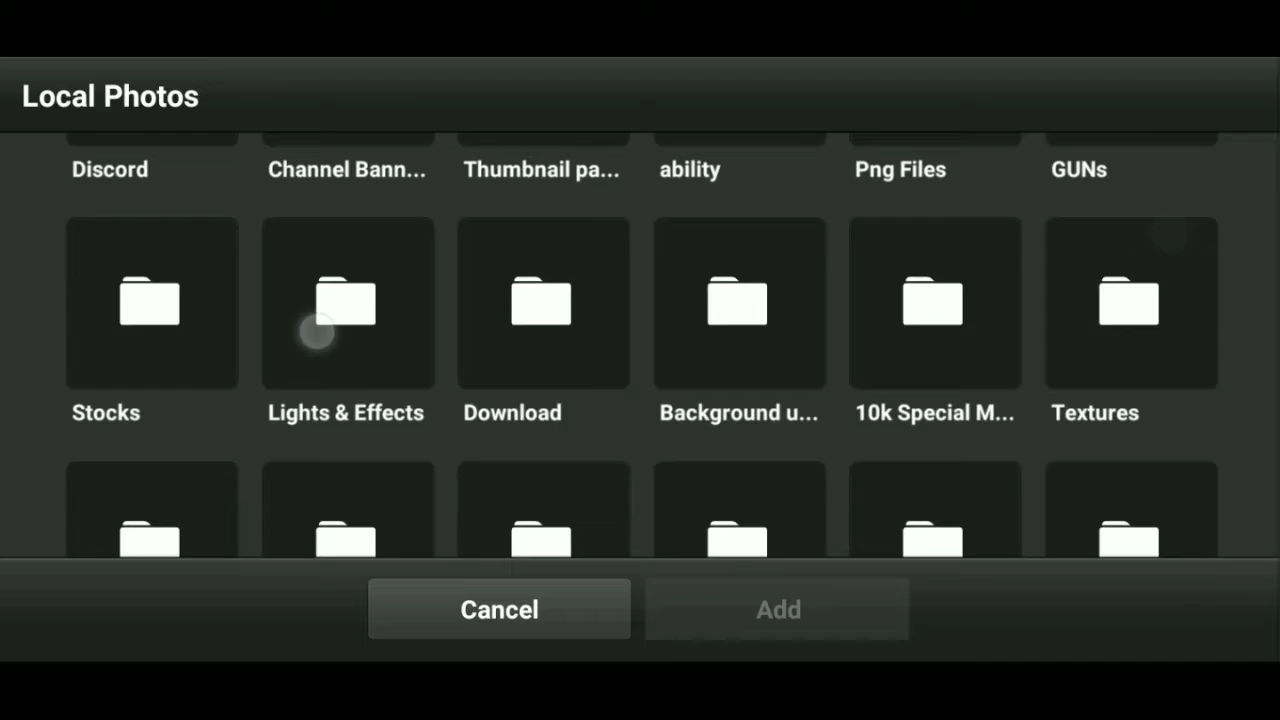 Local Photos
Discord
Channel Bann...
Thumbnail pa...
ability
Png Files
GUNs
Stocks
Lights & Effects
Download
Background u...
10k Special M...
Textures
Cancel
Add